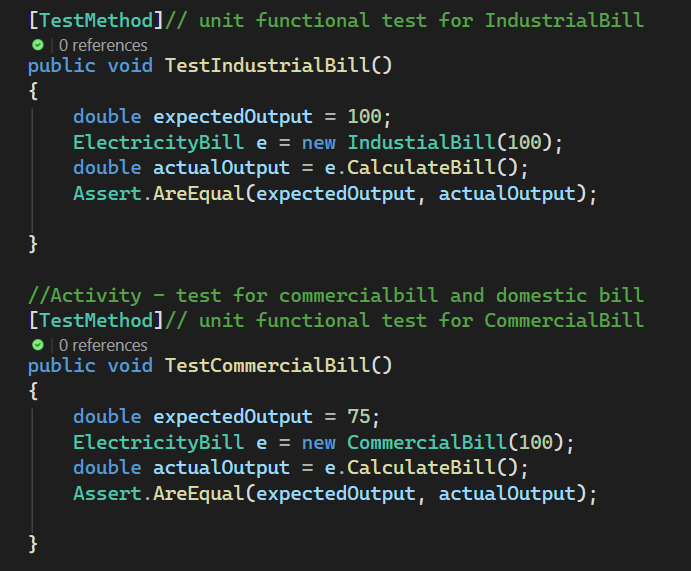 [TestMethod]// unit functional test for IndustrialBill
| 0 references
public void TestIndustrialBill()
{
double expectedOutput = 100;
ElectricityBill e = new IndustialBill(100);
double actualOutput = e.CalculateBill();
Assert.AreEqual(expectedOutput, actualOutput);
}
//Activity - test for commercialbill and domestic bill
[TestMethod]// unit functional test for CommercialBill
| 0 references
public void TestCommercialBill()
{
double expectedOutput = 75;
ElectricityBill e = new CommercialBill(100);
double actualOutput = e.CalculateBill();
Assert.AreEqual(expectedOutput, actualOutput);
}